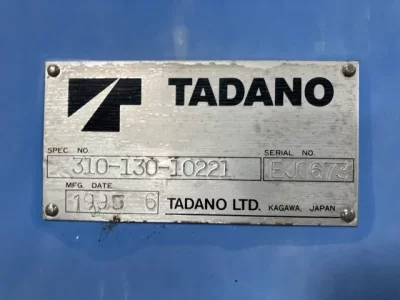 TADANO
SPEC. NO. SERIAL NO.
310-130-10221 EJ0673
MFG. DATE
1995 6 TADANO LTD. KAGAWA, JAPAN